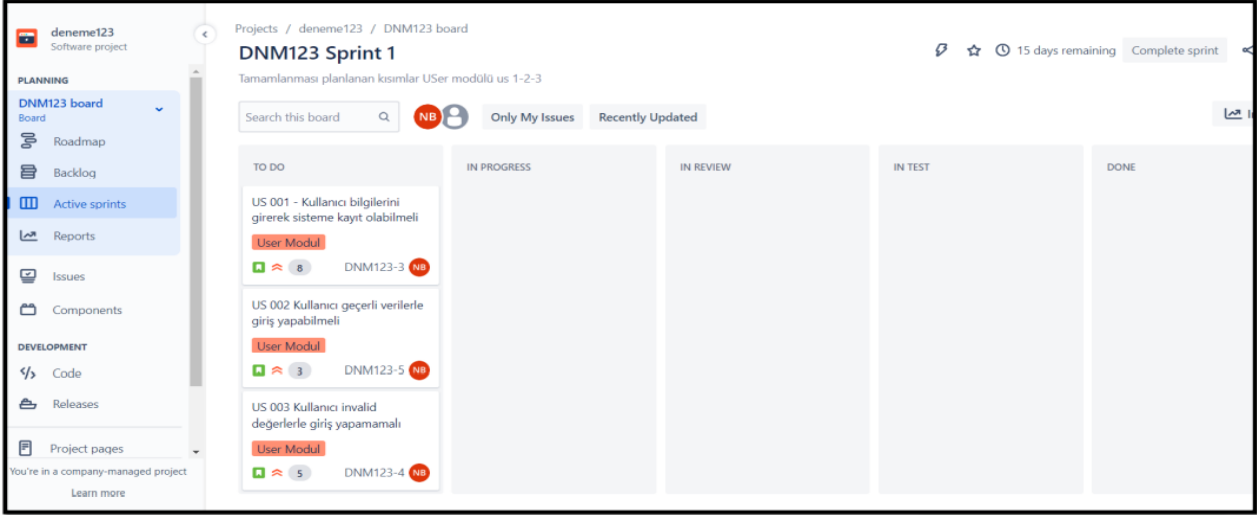 deneme123
Software project
PLANNING
DNM123 board
Board
Roadmap
Backlog
Active sprints
Reports
Issues
Components
DEVELOPMENT
Code
Releases
Project pages
You're in a company-managed project
Learn more
Projects / deneme123 / DNM123 board
DNM123 Sprint 1
15 days remaining
Complete sprint
Tamamlanması planlanan kısımlar USer modülü us 1-2-3
Search this board
NB
Only My Issues
Recently Updated
TO DO
IN PROGRESS
IN REVIEW
IN TEST
DONE
US 001 - Kullanıcı bilgilerini
girerek sisteme kayıt olabilmeli
User Modul
8 DNM123-3 NB
US 002 Kullanıcı geçerli verilerle
giriş yapabilmeli
User Modul
3 DNM123-5 NB
US 003 Kullanıcı invalid
değerlerle giriş yapamamalı
User Modul
5 DNM123-4 NB